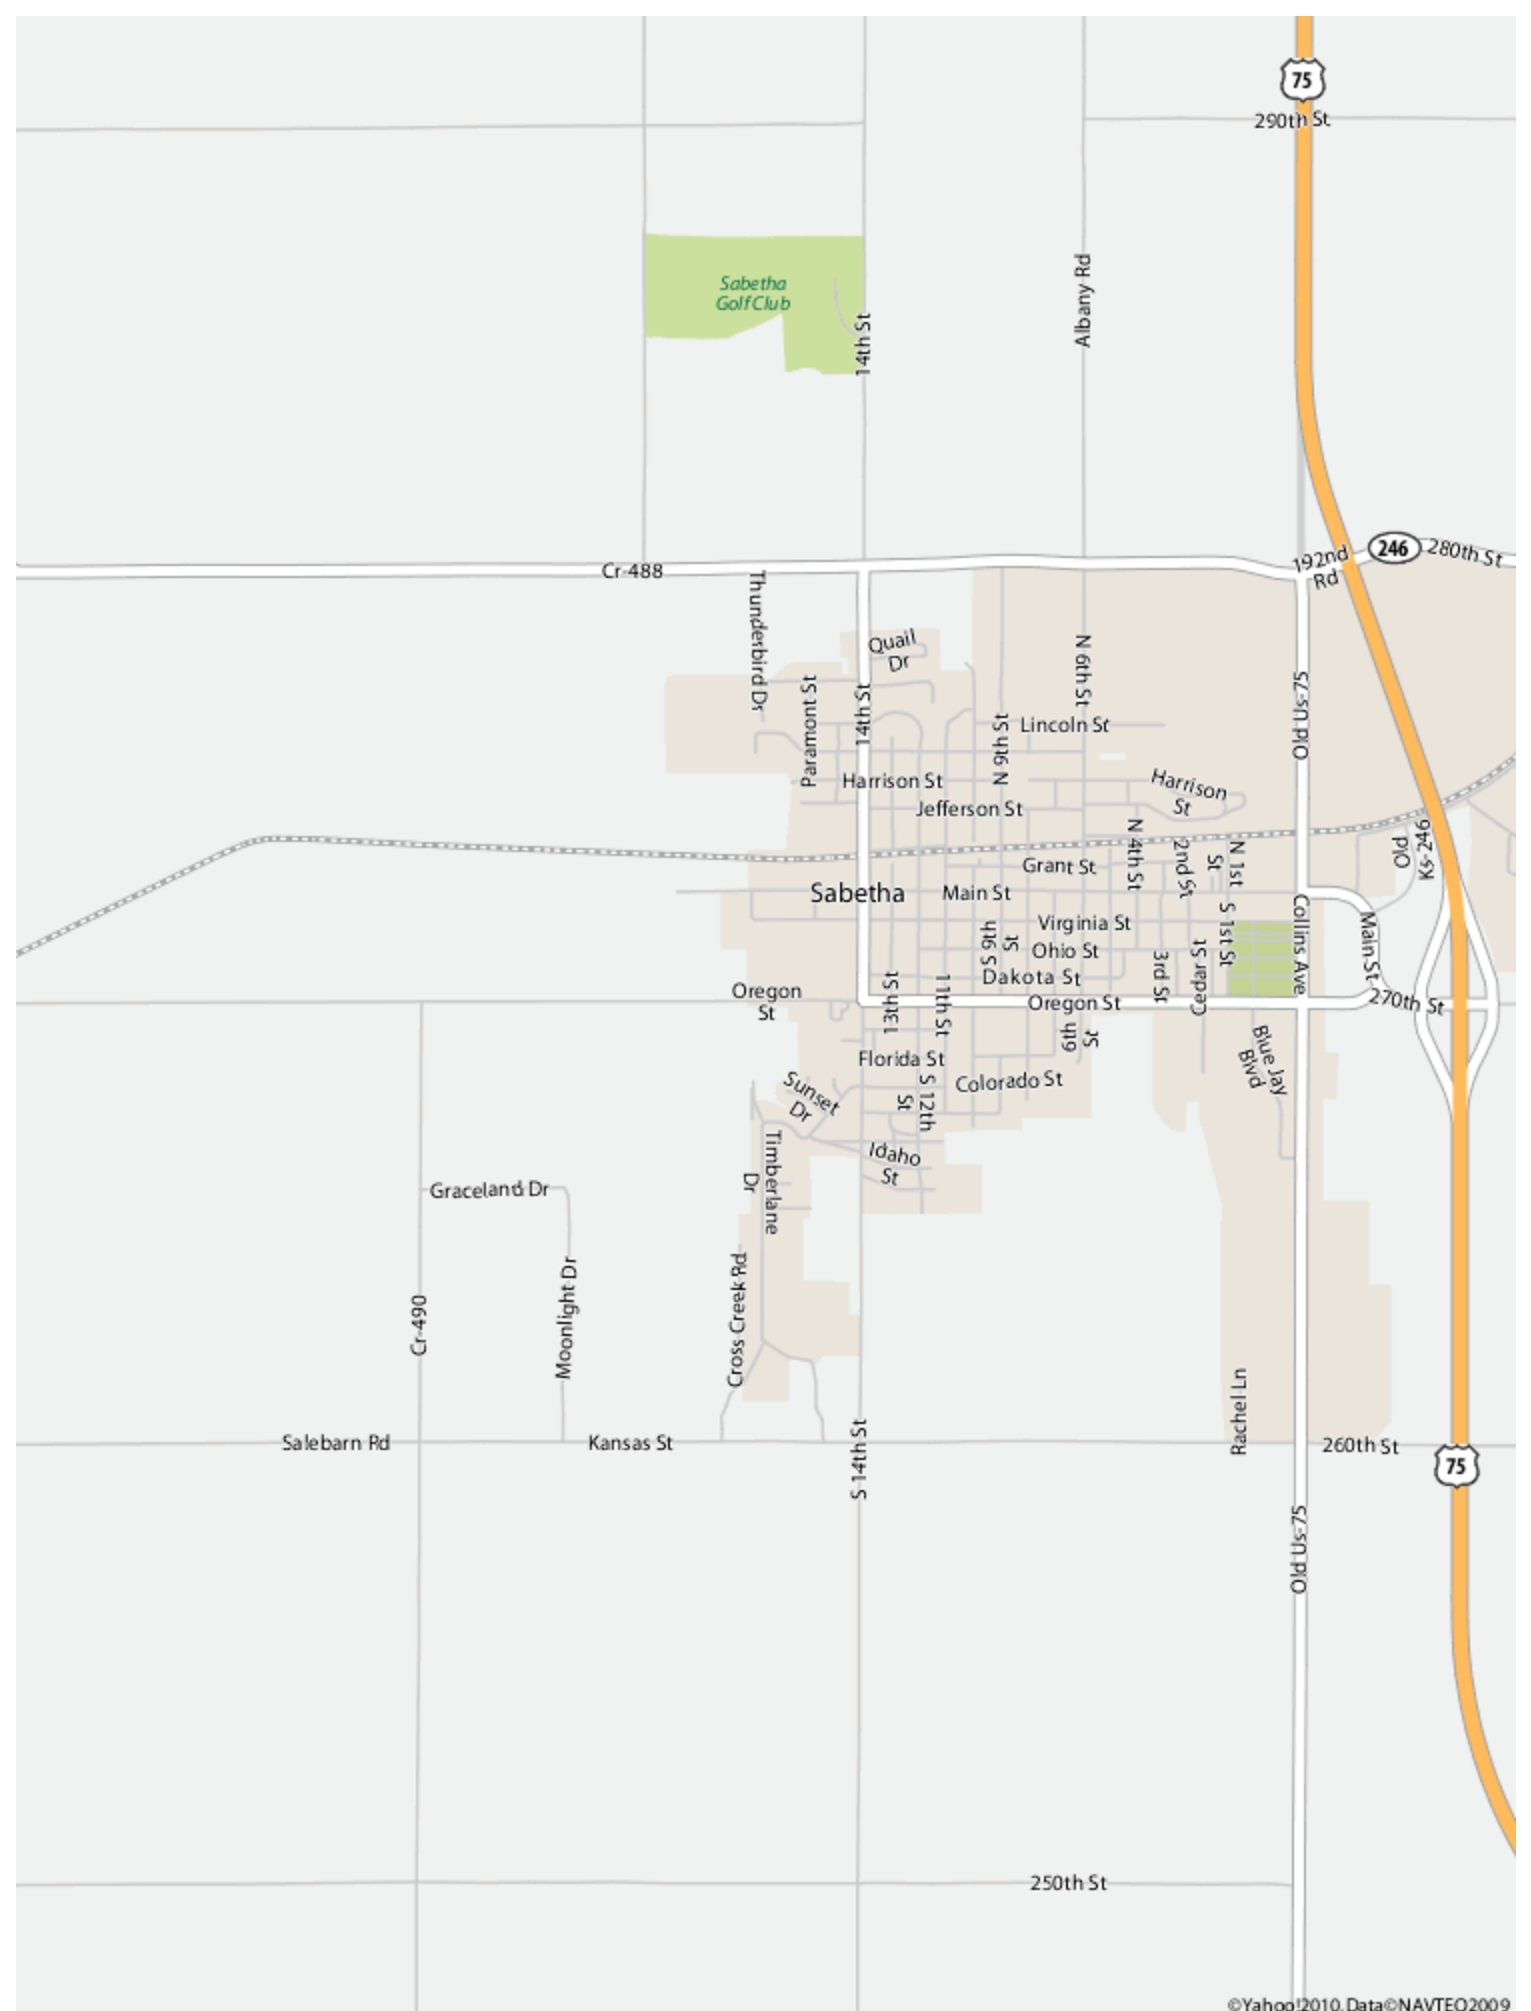 75
290th St
Sabetha
Golf Club
14th St
Albany Rd
246
280th St
192nd
Rd
Cr-488
Thunderbird Dr
Quail
Dr
N 6th St
Paramont St
14th St
Old Us-75
Lincoln St
N 9th St
Harrison St
Harrison
St
Jefferson St
N 4th St
2nd St
N 1st
St
Old
Ks-246
Grant St
Sabetha
Main St
Virginia St
S 9th
St
Ohio St
S 1st St
Collins Ave
Main St
3rd St
Cedar St
Dakota St
Oregon
St
13th St
11th St
Oregon St
270th St
6th
St
Florida St
Blue Jay
Blvd
Sunset
Dr
S 12th
St
Colorado St
Timberlane
Dr
Idaho
St
Graceland Dr
Moonlight Dr
Cross Creek Rd
Cr-490
Rachel Ln
Salebarn Rd
Kansas St
S 14th St
260th St
75
Old Us-75
250th St
©Yahoo!2010, Data©NAVTEQ2009